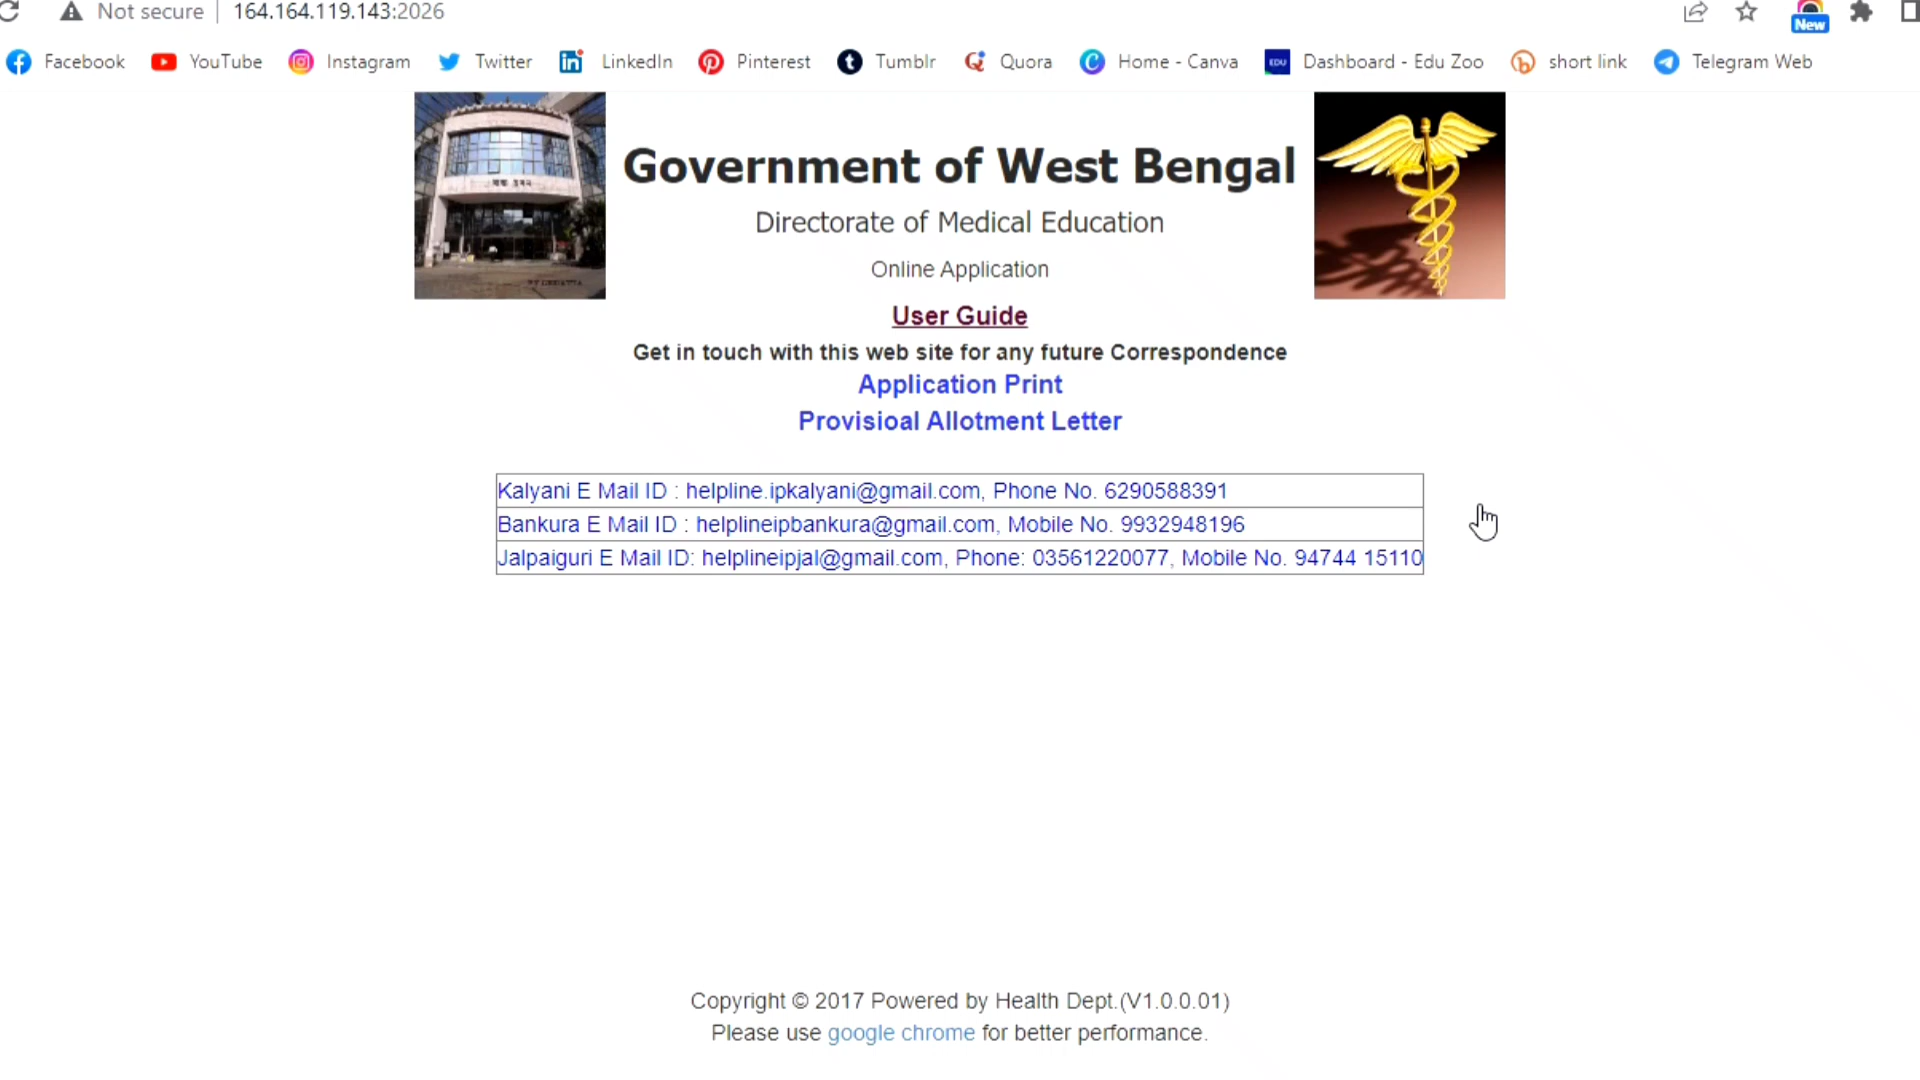 Not secure | 164.164.119.143:2026
New
Facebook YouTube Instagram Twitter LinkedIn Pinterest Tumblr Quora Home - Canva EDU Dashboard - Edu Zoo short link Telegram Web
Government of West Bengal
Directorate of Medical Education
Online Application
User Guide
Get in touch with this web site for any future Correspondence
Application Print
Provisioal Allotment Letter
Kalyani E Mail ID : helpline.ipkalyani@gmail.com, Phone No. 6290588391
Bankura E Mail ID : helplineipbankura@gmail.com, Mobile No. 9932948196
Jalpaiguri E Mail ID: helplineipjal@gmail.com, Phone: 03561220077, Mobile No. 94744 15110
Copyright © 2017 Powered by Health Dept.(V1.0.0.01)
Please use google chrome for better performance.